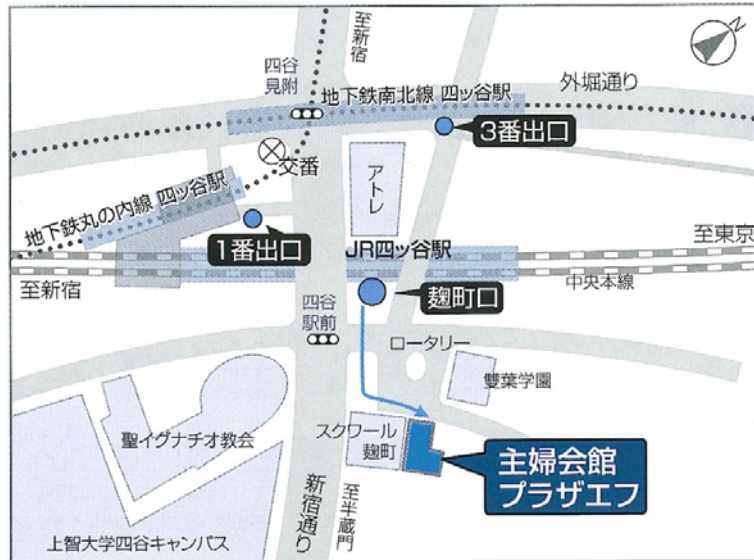 至新宿
N
四谷
見附
地下鉄南北線 四ッ谷駅
外堀通り
3番出口
交番
アトレ
地下鉄丸の内線 四ッ谷駅
1番出口
JR四ッ谷駅
至東京
至新宿
中央本線
麹町口
四谷
駅前
ロータリー
雙葉学園
聖イグナチオ教会
スクワール
麹町
主婦会館
プラザエフ
新宿通り
至半蔵門
上智大学四谷キャンパス